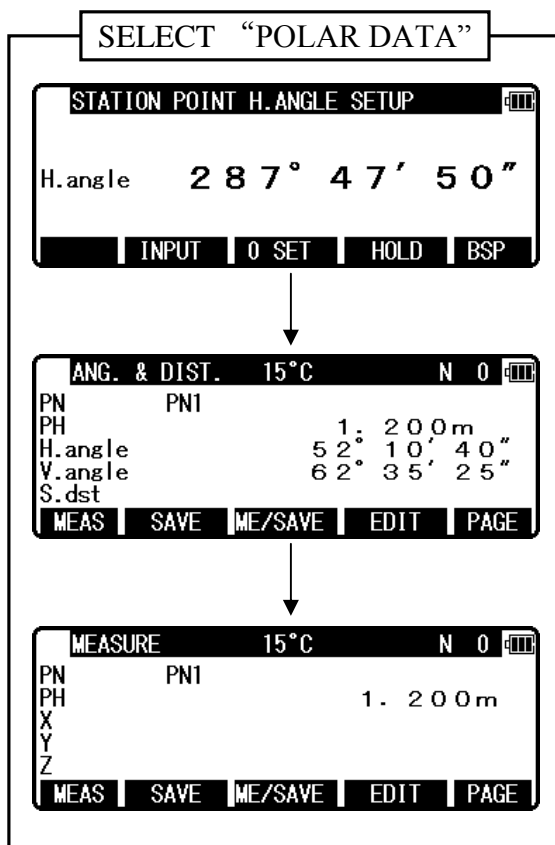 SELECT “POLAR DATA”
STATION POINT H.ANGLE SETUP
H.angle 287° 47′ 50″
INPUT 0 SET HOLD BSP
ANG. & DIST. 15°C N 0
PN PN1
PH 1. 200m
H.angle 52° 10′ 40″
V.angle 62° 35′ 25″
S.dst
MEAS SAVE ME/SAVE EDIT PAGE
MEASURE 15°C N 0
PN PN1
PH 1. 200m
X
Y
Z
MEAS SAVE ME/SAVE EDIT PAGE